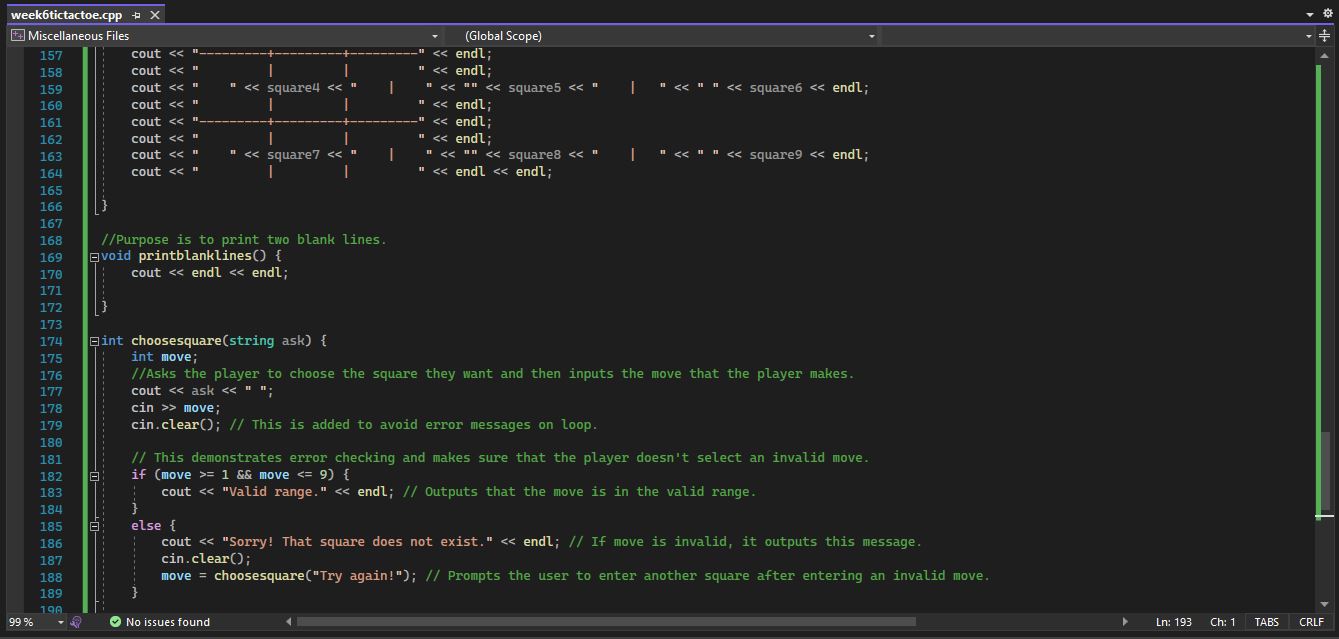 week6tictactoe.cpp
Miscellaneous Files (Global Scope)
157 cout << "---------+---------+---------" << endl;
158 cout << "         |         |         " << endl;
159 cout << "    " << square4 << "    |    " << "" << square5 << "    |   " << " " << square6 << endl;
160 cout << "         |         |         " << endl;
161 cout << "---------+---------+---------" << endl;
162 cout << "         |         |         " << endl;
163 cout << "    " << square7 << "    |    " << "" << square8 << "    |   " << " " << square9 << endl;
164 cout << "         |         |         " << endl << endl;
165
166 }
167
168 //Purpose is to print two blank lines.
169 void printblanklines() {
170 cout << endl << endl;
171
172 }
173
174 int choosesquare(string ask) {
175 int move;
176 //Asks the player to choose the square they want and then inputs the move that the player makes.
177 cout << ask << " ";
178 cin >> move;
179 cin.clear(); // This is added to avoid error messages on loop.
180
181 // This demonstrates error checking and makes sure that the player doesn't select an invalid move.
182 if (move >= 1 && move <= 9) {
183 cout << "Valid range." << endl; // Outputs that the move is in the valid range.
184 }
185 else {
186 cout << "Sorry! That square does not exist." << endl; // If move is invalid, it outputs this message.
187 cin.clear();
188 move = choosesquare("Try again!"); // Prompts the user to enter another square after entering an invalid move.
189 }
190
99 % No issues found Ln: 193 Ch: 1 TABS CRLF